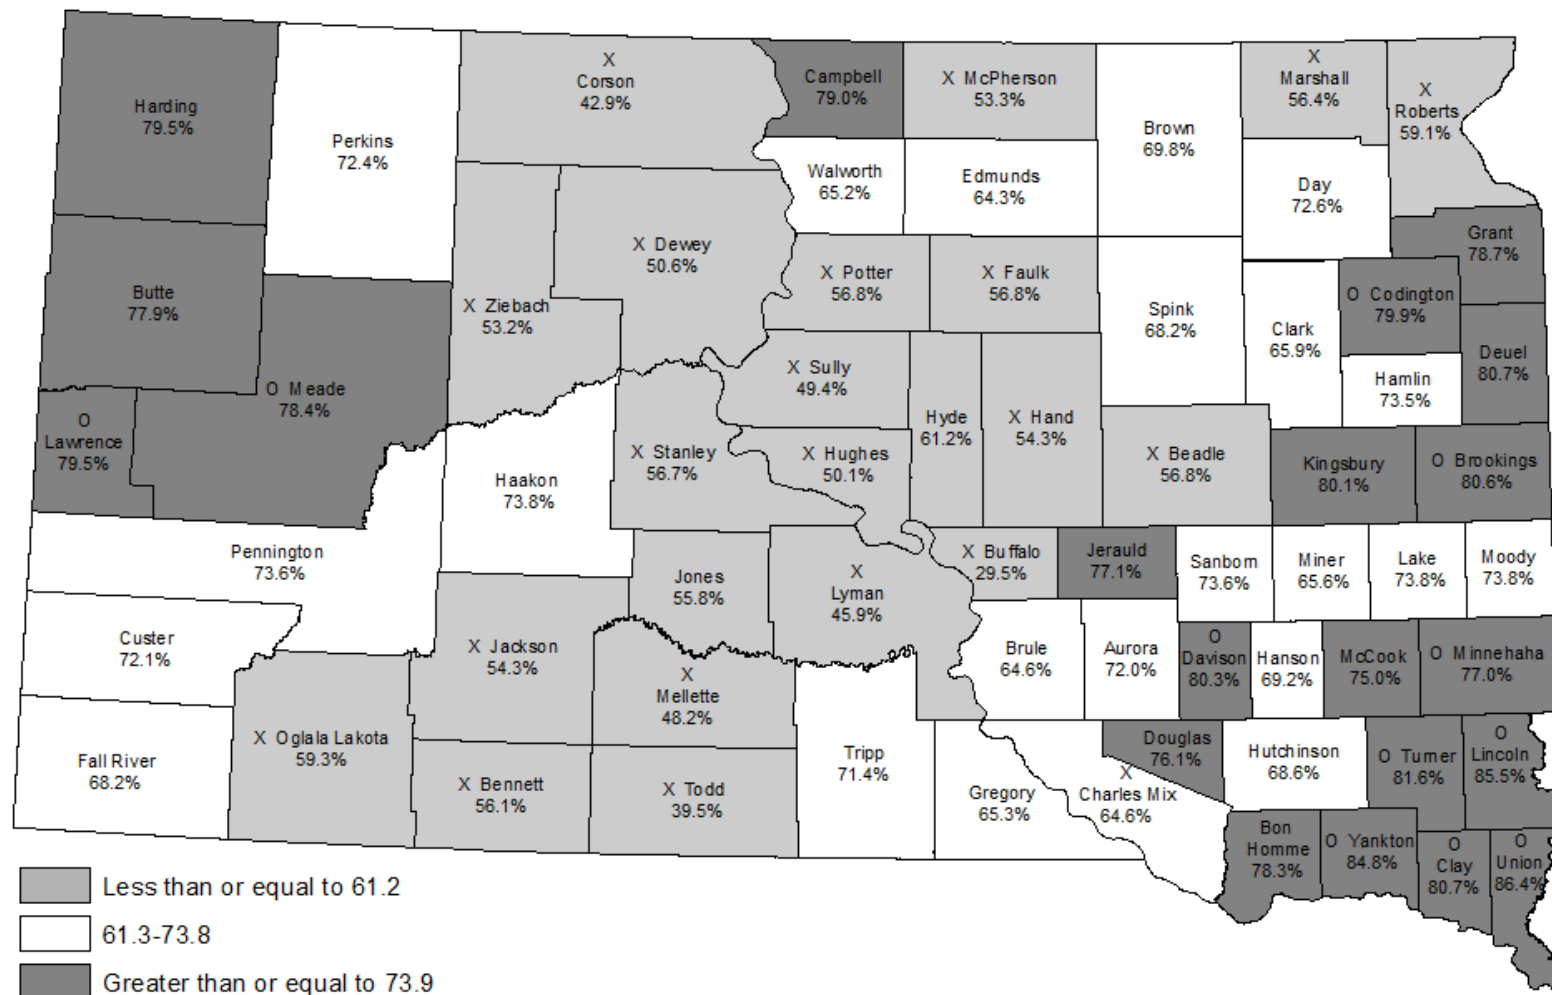 Harding
79.5%
Perkins
72.4%
X
Corson
42.9%
Campbell
79.0%
X McPherson
53.3%
Brown
69.8%
X
Marshall
56.4%
X
Roberts
59.1%
Walworth
65.2%
Edmunds
64.3%
Day
72.6%
Grant
78.7%
Butte
77.9%
X Ziebach
53.2%
X Dewey
50.6%
X Potter
56.8%
X Faulk
56.8%
Spink
68.2%
Clark
65.9%
O Codington
79.9%
Hamlin
73.5%
Deuel
80.7%
O
Lawrence
79.5%
O Meade
78.4%
X Sully
49.4%
Hyde
61.2%
X Hand
54.3%
X Beadle
56.8%
Kingsbury
80.1%
O Brookings
80.6%
Haakon
73.8%
X Stanley
56.7%
X Hughes
50.1%
Pennington
73.6%
Jones
55.8%
X
Lyman
45.9%
X Buffalo
29.5%
Jerauld
77.1%
Sanborn
73.6%
Miner
65.6%
Lake
73.8%
Moody
73.8%
Custer
72.1%
X Jackson
54.3%
X
Mellette
48.2%
Brule
64.6%
Aurora
72.0%
O
Davison
80.3%
Hanson
69.2%
McCook
75.0%
O Minnehaha
77.0%
Fall River
68.2%
X Oglala Lakota
59.3%
X Bennett
56.1%
X Todd
39.5%
Tripp
71.4%
Gregory
65.3%
X
Charles Mix
64.6%
Douglas
76.1%
Hutchinson
68.6%
O Turner
81.6%
O
Lincoln
85.5%
Bon
Homme
78.3%
O Yankton
84.8%
O
Clay
80.7%
O
Union
86.4%
Less than or equal to 61.2
61.3-73.8
Greater than or equal to 73.9